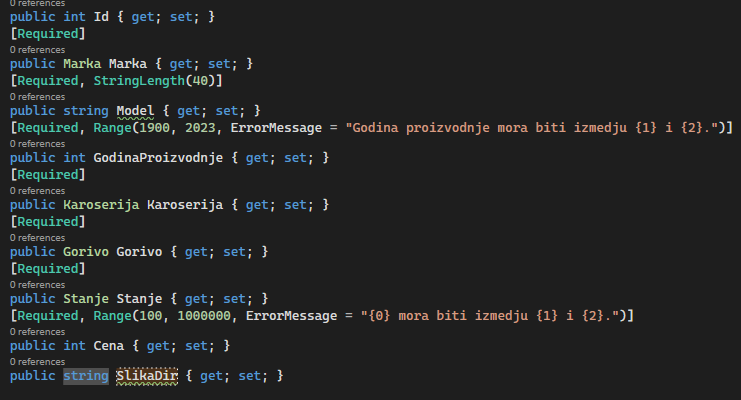 0 references
public int Id { get; set; }
[Required]
0 references
public Marka Marka { get; set; }
[Required, StringLength(40)]
0 references
public string Model { get; set; }
[Required, Range(1900, 2023, ErrorMessage = "Godina proizvodnje mora biti izmedju {1} i {2}.")]
0 references
public int GodinaProizvodnje { get; set; }
[Required]
0 references
public Karoserija Karoserija { get; set; }
[Required]
0 references
public Gorivo Gorivo { get; set; }
[Required]
0 references
public Stanje Stanje { get; set; }
[Required, Range(100, 1000000, ErrorMessage = "{0} mora biti izmedju {1} i {2}.")]
0 references
public int Cena { get; set; }
0 references
public string SlikaDir { get; set; }